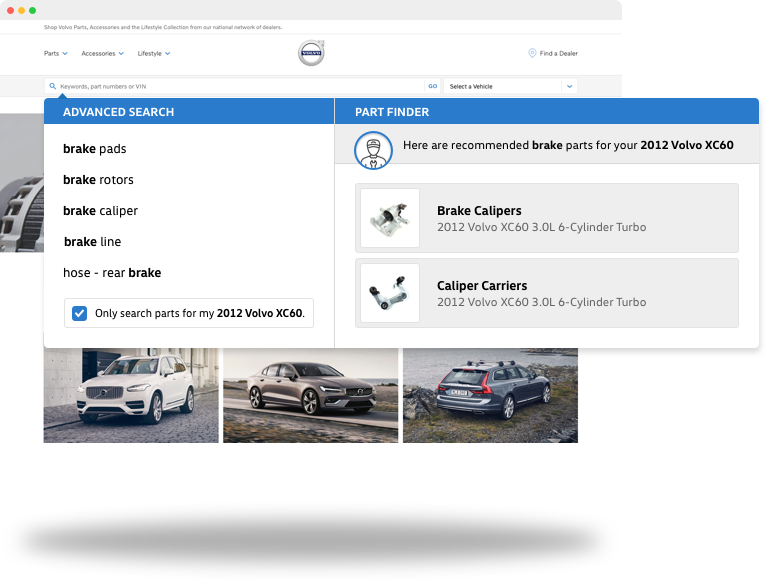 Shop Volvo Parts, Accessories and the Lifestyle Collection from our national network of dealers.
Parts Accessories Lifestyle
VOLVO
Find a Dealer
Keywords, part numbers or VIN
GO
Select a Vehicle
ADVANCED SEARCH
brake pads
brake rotors
brake caliper
brake line
hose - rear brake
Only search parts for my 2012 Volvo XC60.
PART FINDER
Here are recommended brake parts for your 2012 Volvo XC60
Brake Calipers
2012 Volvo XC60 3.0L 6-Cylinder Turbo
Caliper Carriers
2012 Volvo XC60 3.0L 6-Cylinder Turbo